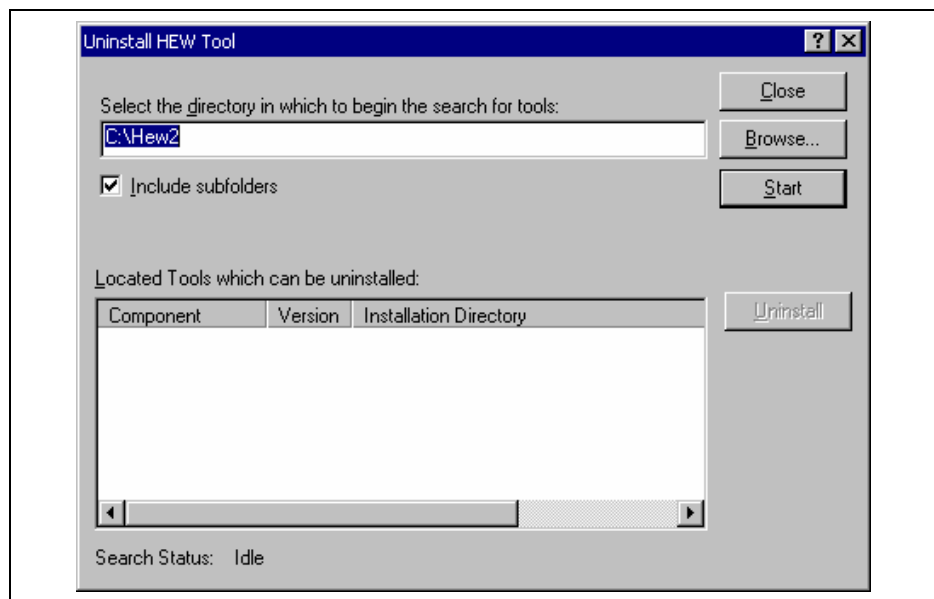 Uninstall HEW Tool
Select the directory in which to begin the search for tools:
C:\Hew2
Include subfolders
Close
Browse...
Start
Located Tools which can be uninstalled:
Component Version Installation Directory
Uninstall
Search Status: Idle